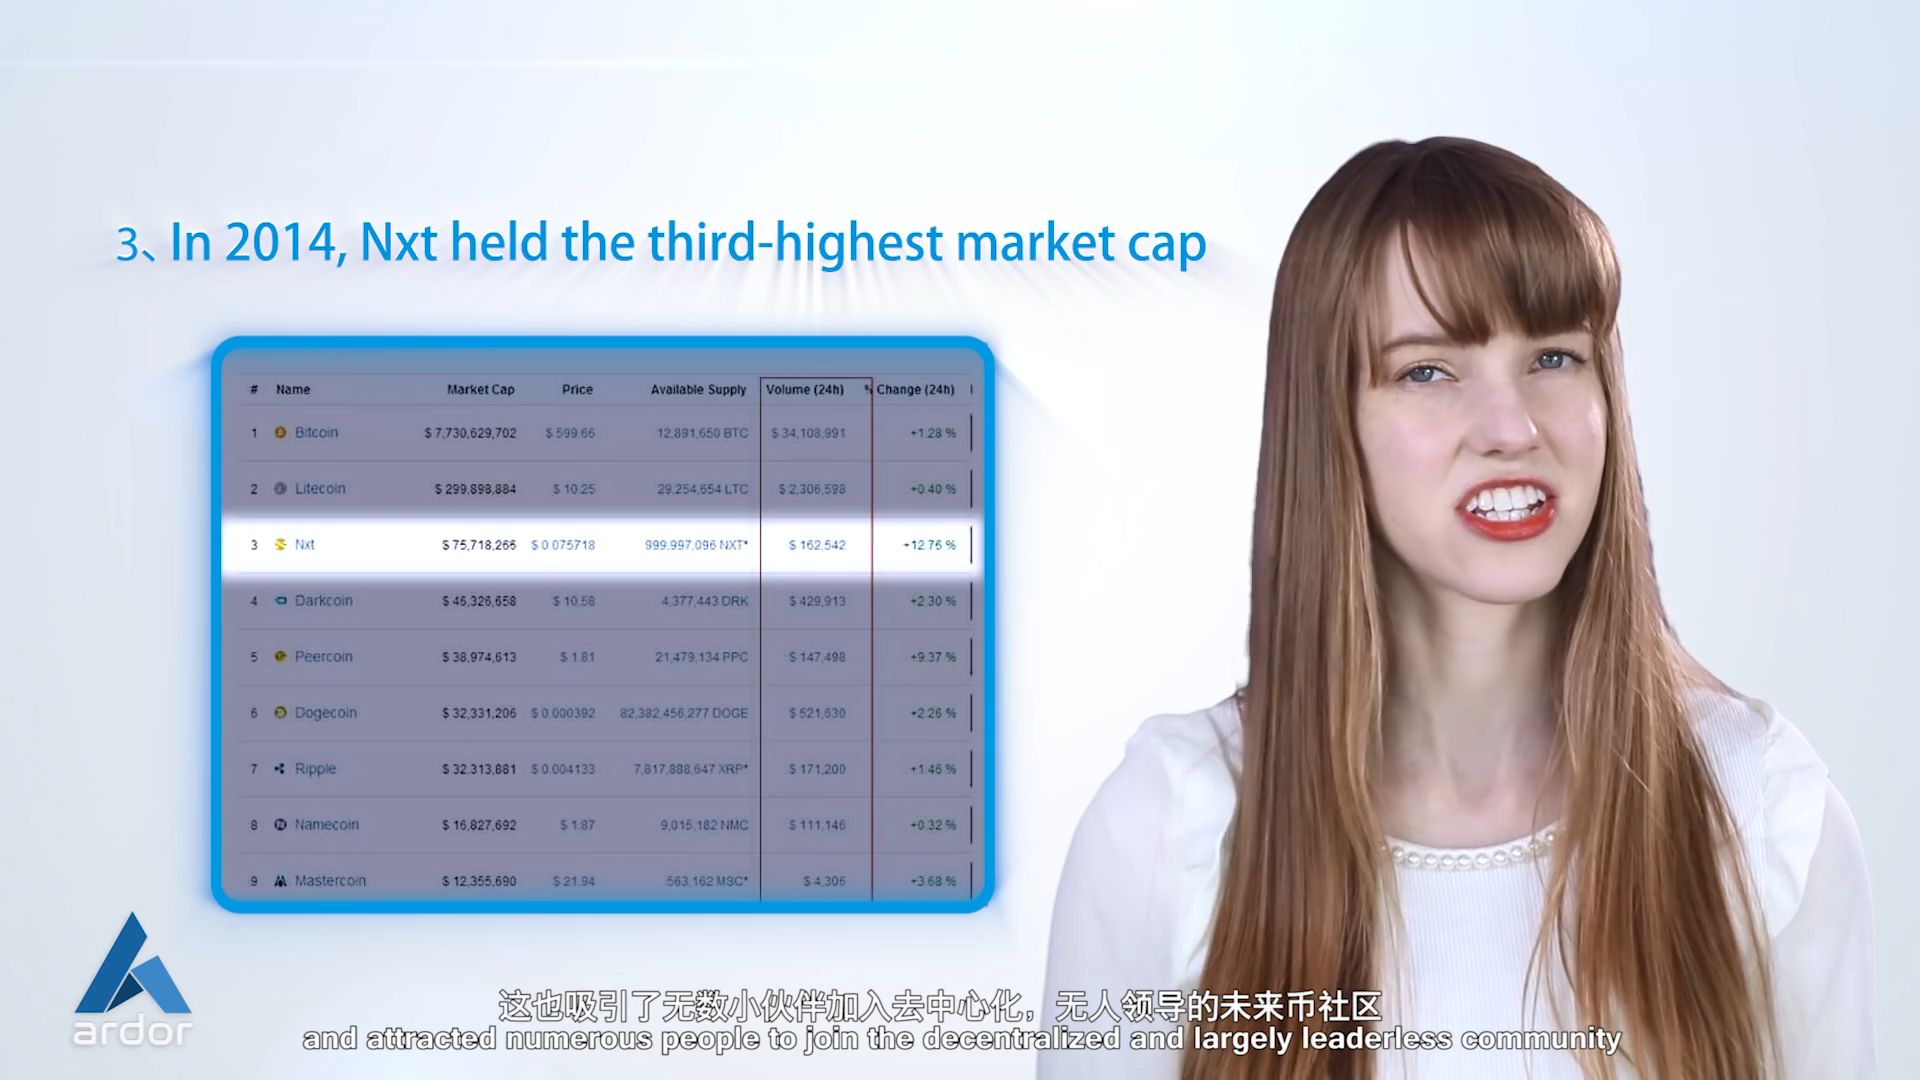 3、In 2014, Nxt held the third-highest market cap
# Name Market Cap Price Available Supply Volume (24h) % Change (24h)
1 Bitcoin $ 7,730,629,702 $ 599.66 12,891,650 BTC $ 34,108,991 +1.28 %
2 Litecoin $ 299,898,884 $ 10.25 29,254,654 LTC $ 2,306,598 +0.40 %
3 Nxt $ 75,718,266 $ 0.075718 999,997,096 NXT* $ 162,542 +12.76 %
4 Darkcoin $ 46,326,658 $ 10.58 4,377,443 DRK $ 429,913 +2.30 %
5 Peercoin $ 38,974,613 $ 1.81 21,479,134 PPC $ 147,498 +9.37 %
6 Dogecoin $ 32,331,206 $ 0.000392 82,382,456,277 DOGE $ 521,630 +2.26 %
7 Ripple $ 32,313,881 $ 0.004133 7,817,888,647 XRP* $ 171,200 +1.46 %
8 Namecoin $ 16,827,692 $ 1.87 9,015,182 NMC $ 111,146 +0.32 %
9 Mastercoin $ 12,355,690 $ 21.94 563,162 MSC* $ 4,306 +3.68 %
ardor
这也吸引了无数小伙伴加入去中心化，无人领导的未来币社区
and attracted numerous people to join the decentralized and largely leaderless community